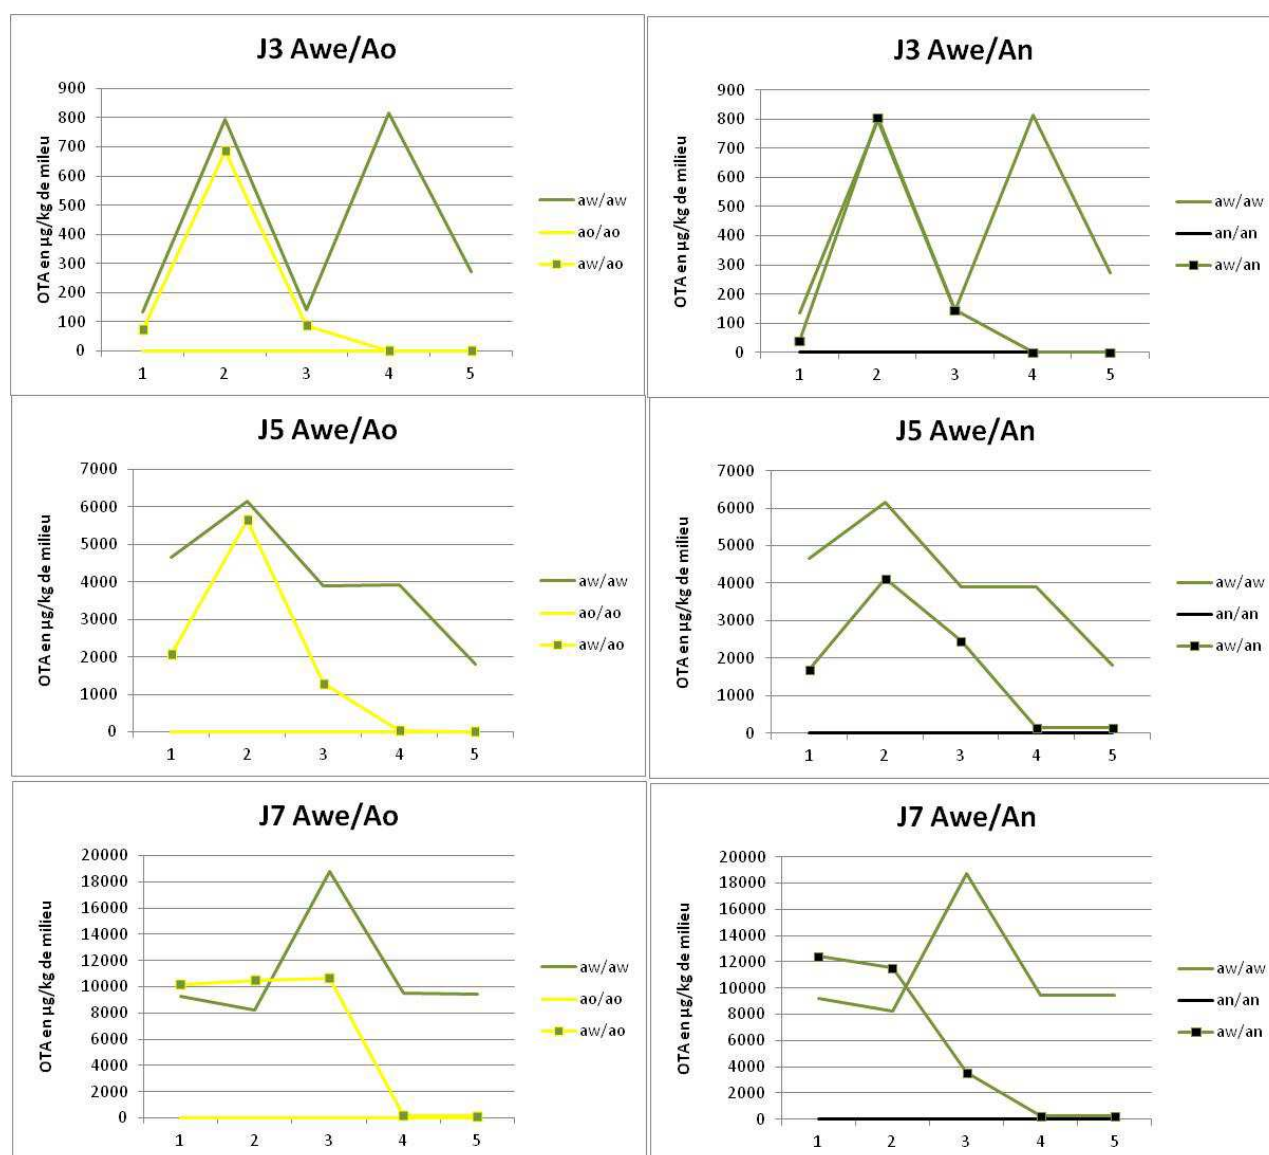 J3 Awe/Ao
OTA en µg/kg de milieu
900
800
700
600
500
400
300
200
100
0
1 2 3 4 5
aw/aw
ao/ao
aw/ao
J3 Awe/An
OTA en µg/kg de milieu
900
800
700
600
500
400
300
200
100
0
1 2 3 4 5
aw/aw
an/an
aw/an
J5 Awe/Ao
OTA en µg/kg de milieu
7000
6000
5000
4000
3000
2000
1000
0
1 2 3 4 5
aw/aw
ao/ao
aw/ao
J5 Awe/An
OTA en µg/kg de milieu
7000
6000
5000
4000
3000
2000
1000
0
1 2 3 4 5
aw/aw
an/an
aw/an
J7 Awe/Ao
OTA en µg/kg de milieu
20000
18000
16000
14000
12000
10000
8000
6000
4000
2000
0
1 2 3 4 5
aw/aw
ao/ao
aw/ao
J7 Awe/An
OTA en µg/kg de milieu
20000
18000
16000
14000
12000
10000
8000
6000
4000
2000
0
1 2 3 4 5
aw/aw
an/an
aw/an